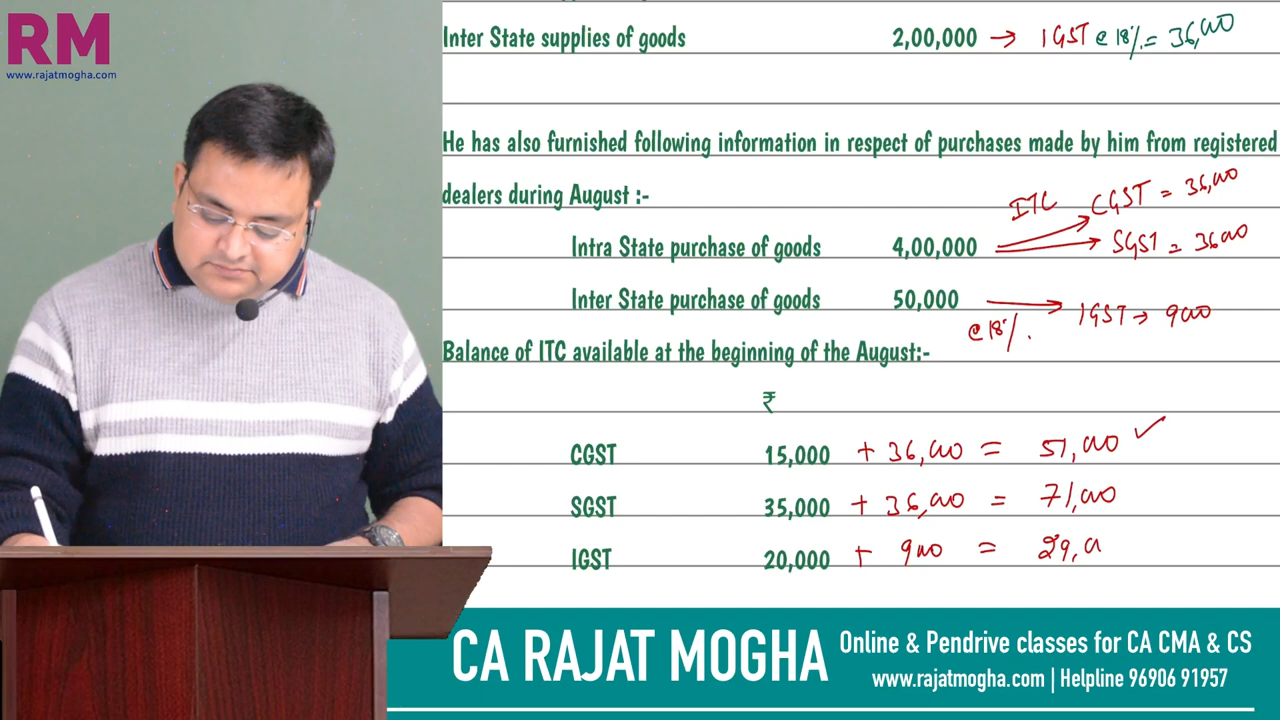 RM
www.rajatmogha.com
Inter State supplies of goods 2,00,000 → IGST @ 18% = 36,000
He has also furnished following information in respect of purchases made by him from registered
dealers during August :-
ITC
CGST = 36,000
Intra State purchase of goods 4,00,000
SGST = 36000
Inter State purchase of goods 50,000
@ 18%.
IGST → 9000
Balance of ITC available at the beginning of the August:-
₹
CGST 15,000 + 36,000 = 51,000 ✓
SGST 35,000 + 36,000 = 71,000
IGST 20,000 + 9000 = 29,0
CA RAJAT MOGHA
Online & Pendrive classes for CA CMA & CS
www.rajatmogha.com | Helpline 96906 91957